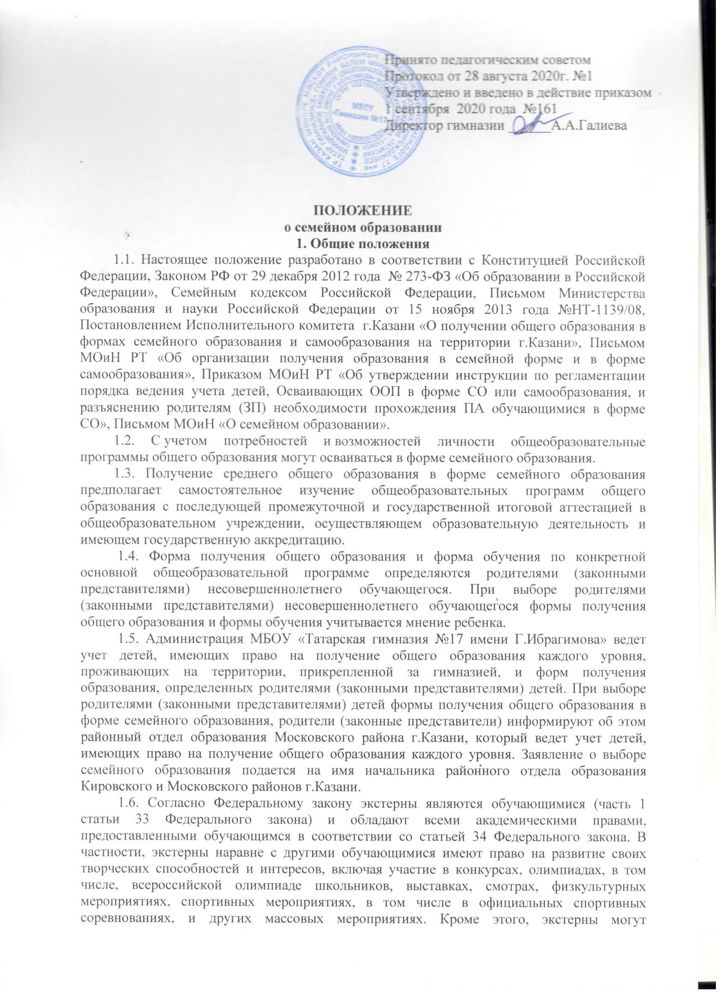 Принято педагогическим советом
Протокол от 28 августа 2020г. №1
Утверждено и введено в действие приказом
1 сентября 2020 года №161
Директор гимназии _______А.А.Галиева
МБОУ
«Гимназия №17»
ПОЛОЖЕНИЕ
о семейном образовании
1. Общие положения
1.1. Настоящее положение разработано в соответствии с Конституцией Российской
Федерации, Законом РФ от 29 декабря 2012 года № 273-ФЗ «Об образовании в Российской
Федерации», Семейным кодексом Российской Федерации, Письмом Министерства
образования и науки Российской Федерации от 15 ноября 2013 года №НТ-1139/08,
Постановлением Исполнительного комитета г.Казани «О получении общего образования в
формах семейного образования и самообразования на территории г.Казани», Письмом
МОиН РТ «Об организации получения образования в семейной форме и в форме
самообразования», Приказом МОиН РТ «Об утверждении инструкции по регламентации
порядка ведения учета детей, Осваивающих ООП в форме СО или самообразования, и
разъяснению родителям (ЗП) необходимости прохождения ПА обучающимися в форме
СО», Письмом МОиН «О семейном образовании».
1.2. С учетом потребностей и возможностей личности общеобразовательные
программы общего образования могут осваиваться в форме семейного образования.
1.3. Получение среднего общего образования в форме семейного образования
предполагает самостоятельное изучение общеобразовательных программ общего
образования с последующей промежуточной и государственной итоговой аттестацией в
общеобразовательном учреждении, осуществляющем образовательную деятельность и
имеющем государственную аккредитацию.
1.4. Форма получения общего образования и форма обучения по конкретной
основной общеобразовательной программе определяются родителями (законными
представителями) несовершеннолетнего обучающегося. При выборе родителями
(законными представителями) несовершеннолетнего обучающегося формы получения
общего образования и формы обучения учитывается мнение ребенка.
1.5. Администрация МБОУ «Татарская гимназия №17 имени Г.Ибрагимова» ведет
учет детей, имеющих право на получение общего образования каждого уровня,
проживающих на территории, прикрепленной за гимназией, и форм получения
образования, определенных родителями (законными представителями) детей. При выборе
родителями (законными представителями) детей формы получения общего образования в
форме семейного образования, родители (законные представители) информируют об этом
районный отдел образования Московского района г.Казани, который ведет учет детей,
имеющих право на получение общего образования каждого уровня. Заявление о выборе
семейного образования подается на имя начальника районного отдела образования
Кировского и Московского районов г.Казани.
1.6. Согласно Федеральному закону экстерны являются обучающимися (часть 1
статьи 33 Федерального закона) и обладают всеми академическими правами,
предоставленными обучающимся в соответствии со статьей 34 Федерального закона. В
частности, экстерны наравне с другими обучающимися имеют право на развитие своих
творческих способностей и интересов, включая участие в конкурсах, олимпиадах, в том
числе, всероссийской олимпиаде школьников, выставках, смотрах, физкультурных
мероприятиях, спортивных мероприятиях, в том числе в официальных спортивных
соревнованиях, и других массовых мероприятиях. Кроме этого, экстерны могут